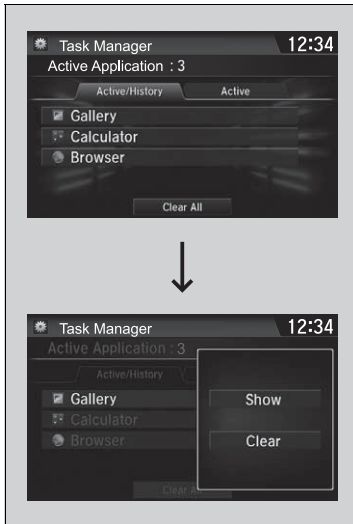 Task Manager 12:34
Active Application : 3
Active/History Active
Gallery
Calculator
Browser
Clear All
Task Manager 12:34
Active Application : 3
Active/History
Gallery
Show
Calculator
Browser
Clear
Clear All